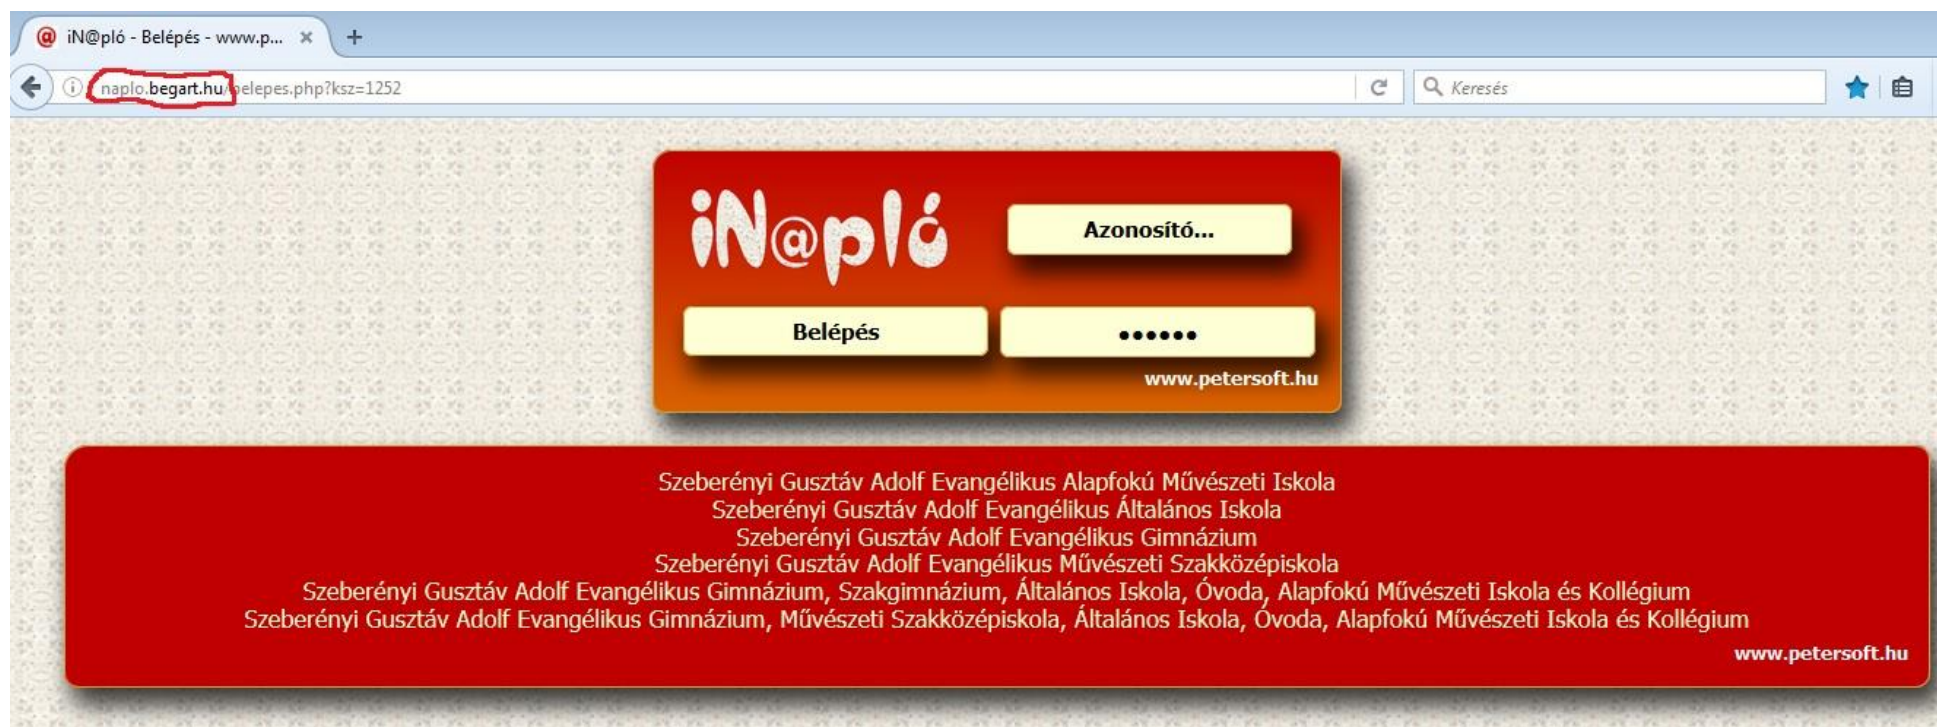 iN@pló - Belépés - www.p...
naplo.begart.hu/belepes.php?ksz=1252
Keresés
iN@pló
Azonosító...
Belépés
••••••
www.petersoft.hu
Szeberényi Gusztáv Adolf Evangélikus Alapfokú Művészeti Iskola
Szeberényi Gusztáv Adolf Evangélikus Általános Iskola
Szeberényi Gusztáv Adolf Evangélikus Gimnázium
Szeberényi Gusztáv Adolf Evangélikus Művészeti Szakközépiskola
Szeberényi Gusztáv Adolf Evangélikus Gimnázium, Szakgimnázium, Általános Iskola, Óvoda, Alapfokú Művészeti Iskola és Kollégium
Szeberényi Gusztáv Adolf Evangélikus Gimnázium, Művészeti Szakközépiskola, Általános Iskola, Óvoda, Alapfokú Művészeti Iskola és Kollégium
www.petersoft.hu